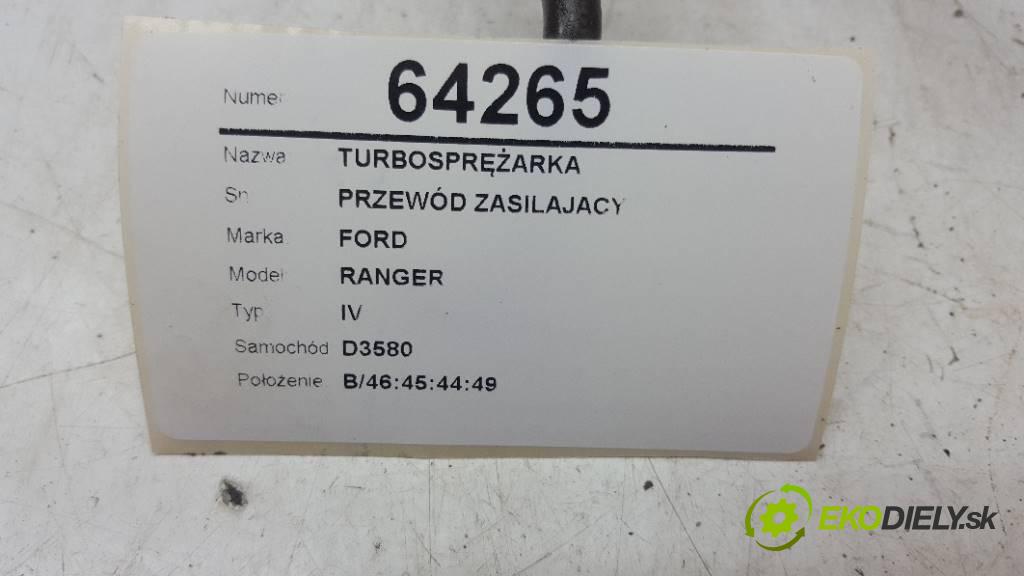 Numer 64265
Nazwa TURBOSPRĘŻARKA
Sn PRZEWÓD ZASILAJACY
Marka FORD
Model RANGER
Typ IV
Samochód D3580
Położenie B/46:45:44:49
EKODIELY.sk